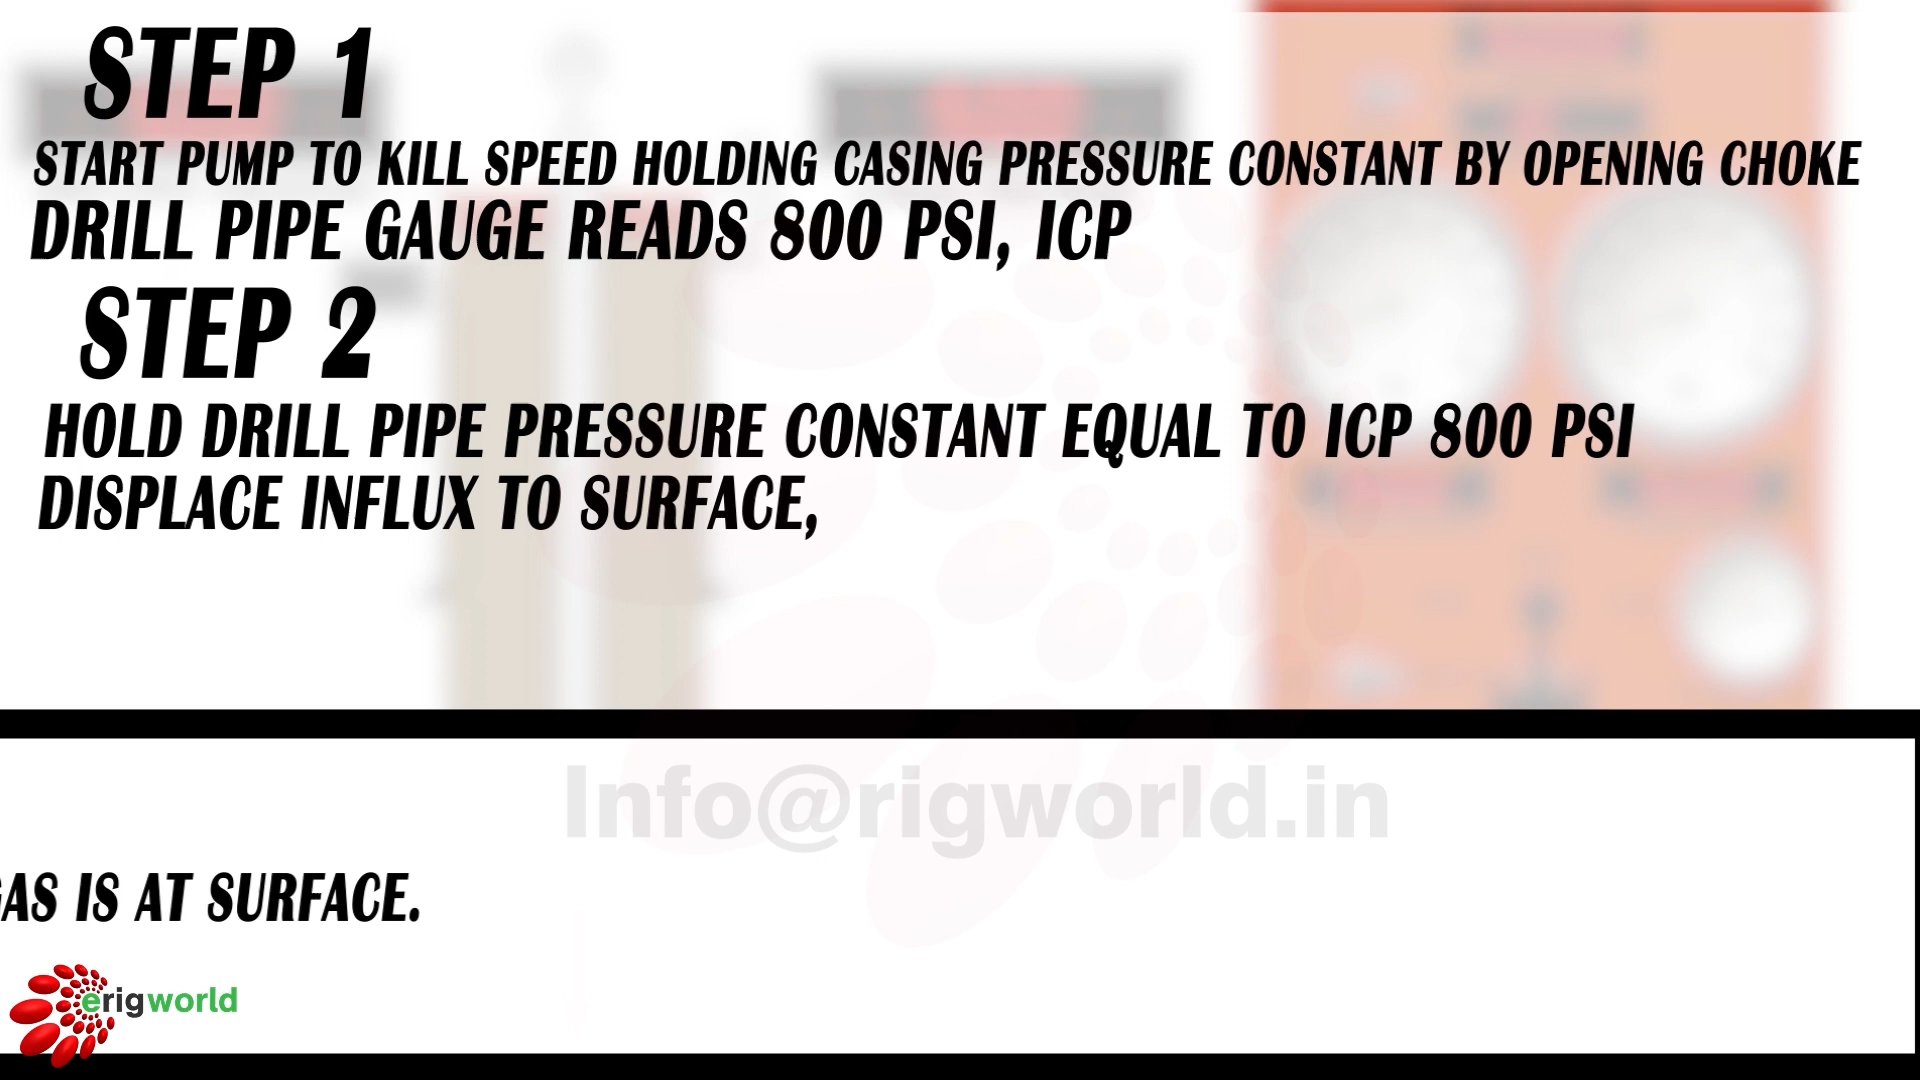 STEP 1
START PUMP TO KILL SPEED HOLDING CASING PRESSURE CONSTANT BY OPENING CHOKE
DRILL PIPE GAUGE READS 800 PSI, ICP
STEP 2
HOLD DRILL PIPE PRESSURE CONSTANT EQUAL TO ICP 800 PSI
DISPLACE INFLUX TO SURFACE,
Info@rigworld.in
IS AT SURFACE.
erigworld